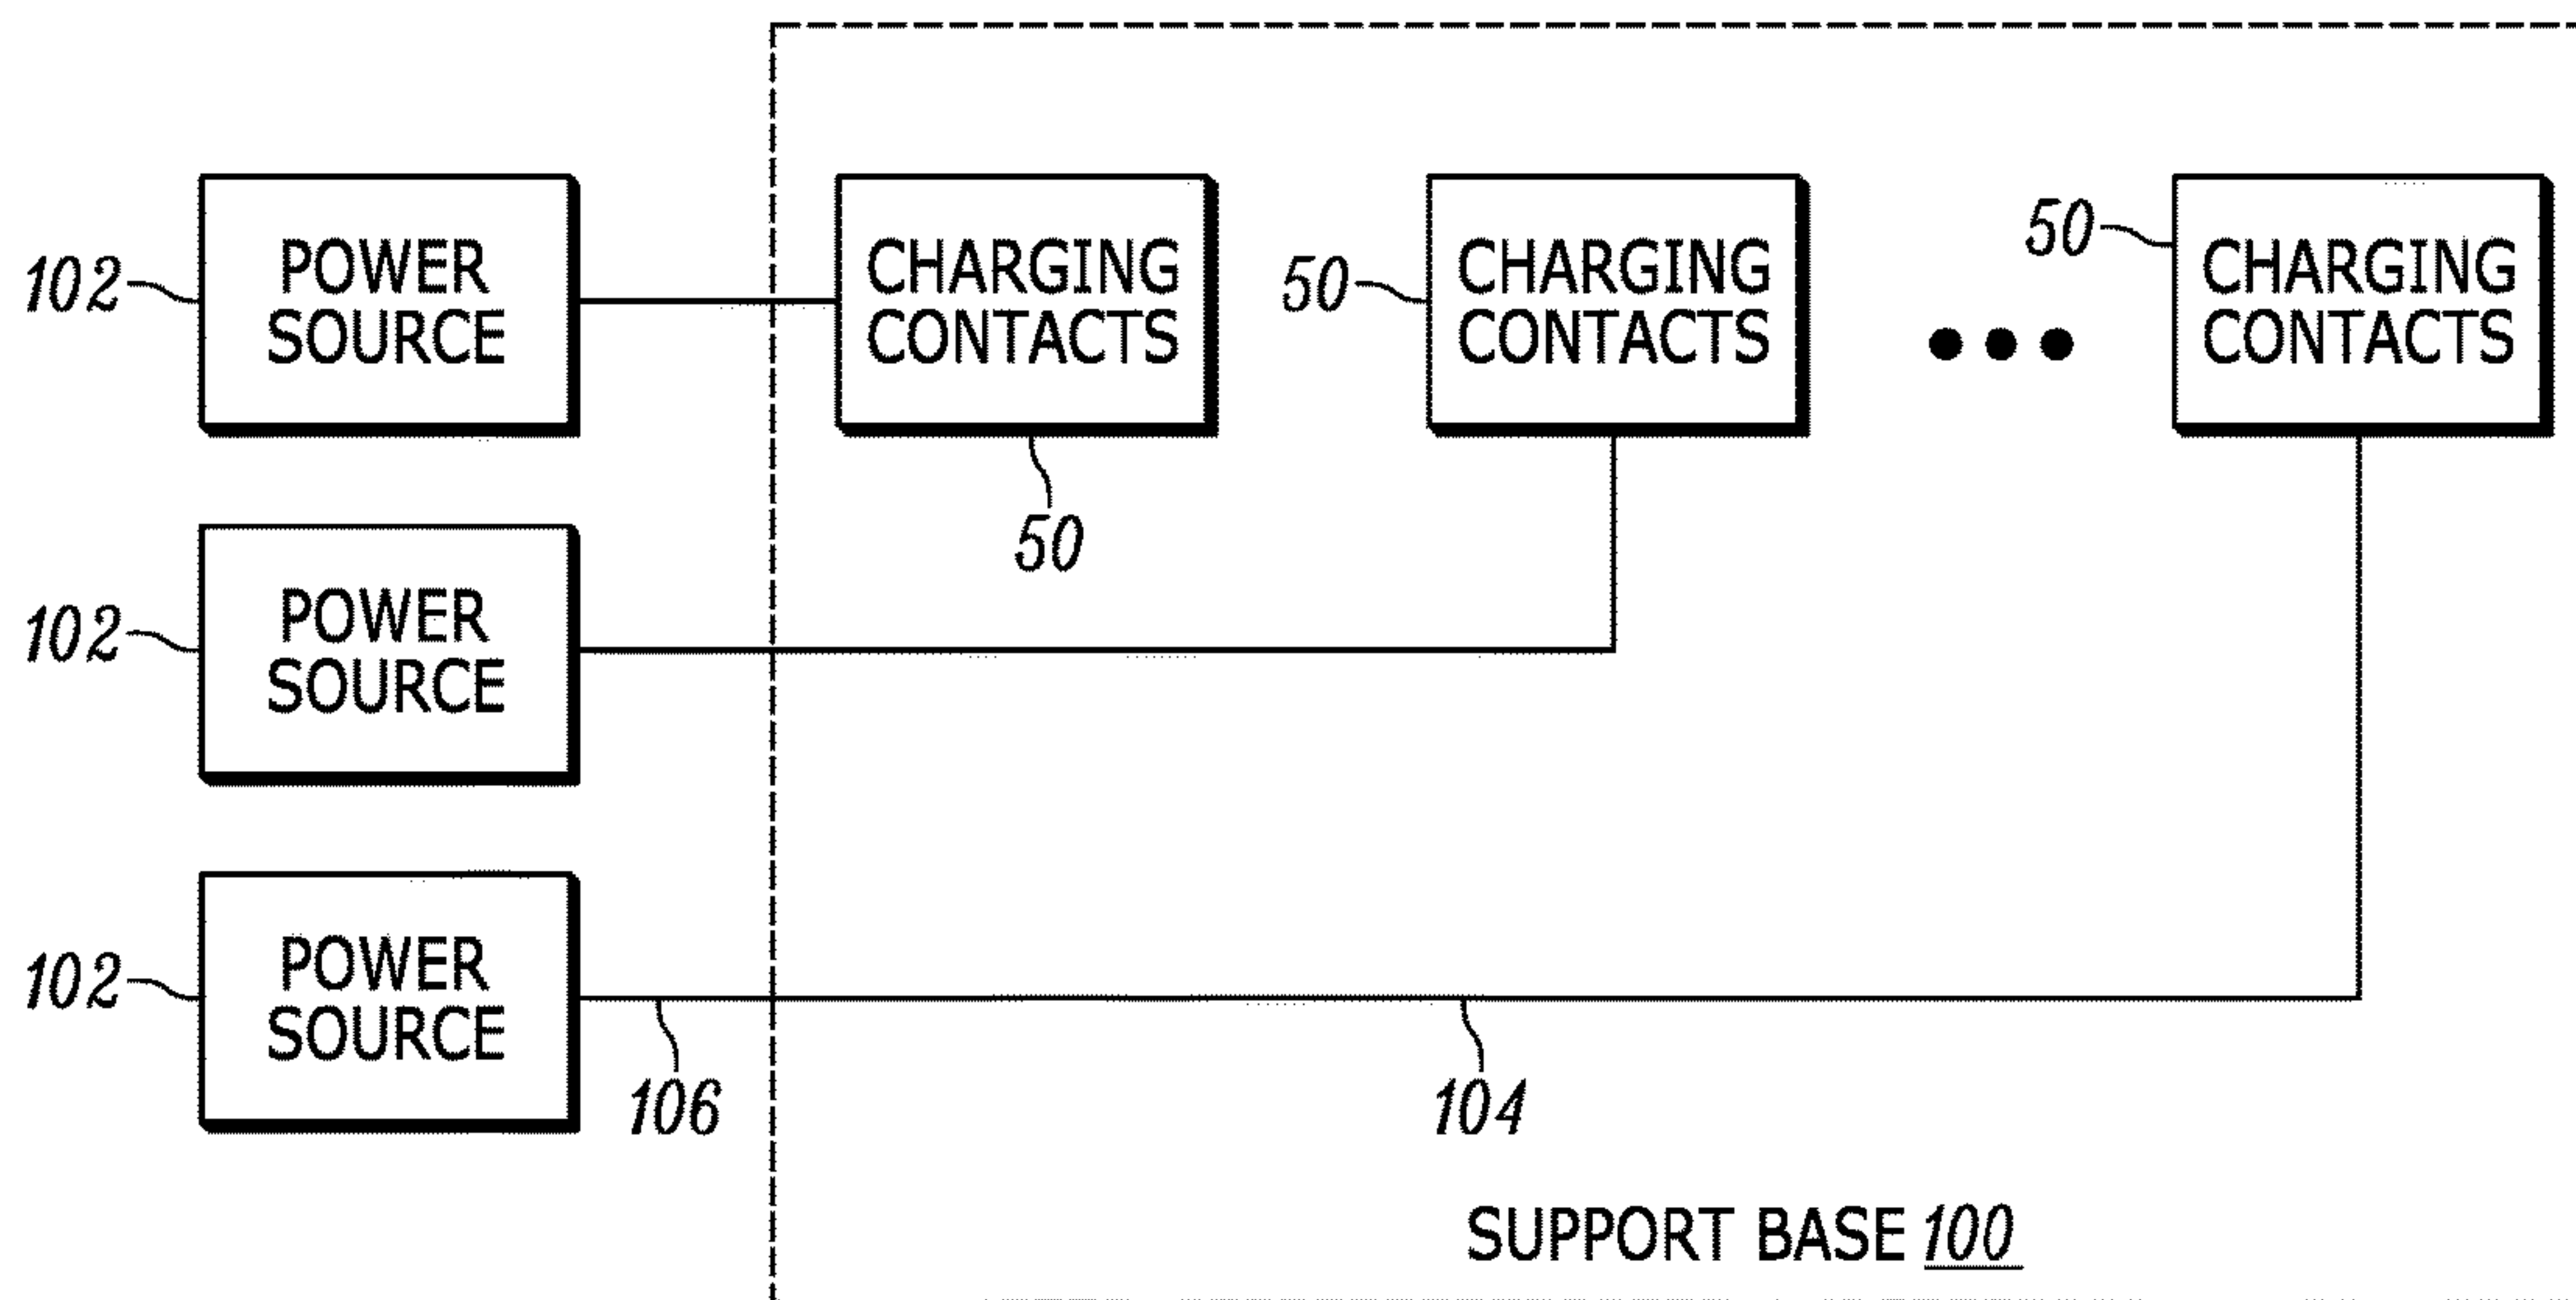 102
POWER
SOURCE
CHARGING
CONTACTS
50
50
CHARGING
CONTACTS
50
CHARGING
CONTACTS
102
POWER
SOURCE
102
POWER
SOURCE
106
104
SUPPORT BASE 100